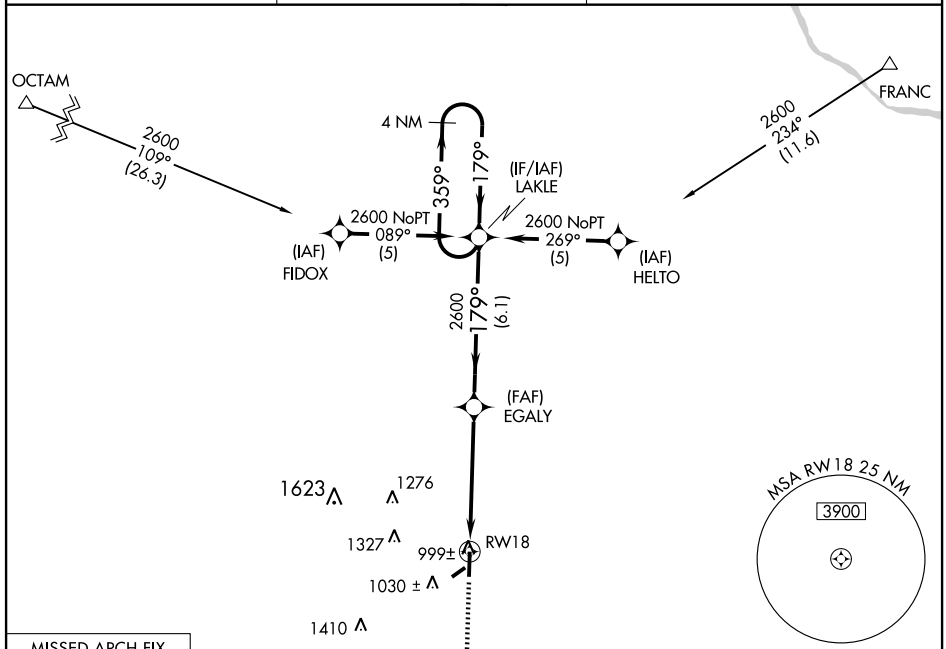 OCTAM
FRANC
2600
109°
(26.3)
2600
234°
(11.6)
4 NM
359°
179°
(IF/IAF)
LAKLE
2600 NoPT
089°
(5)
2600 NoPT
269°
(5)
(IAF)
FIDOX
(IAF)
HELTO
2600
179°
(6.1)
(FAF)
EGALY
MSA RW18 25 NM
3900
1623
1276
1327
999±
RW18
1030 ±
1410
MISSED APCH FIX